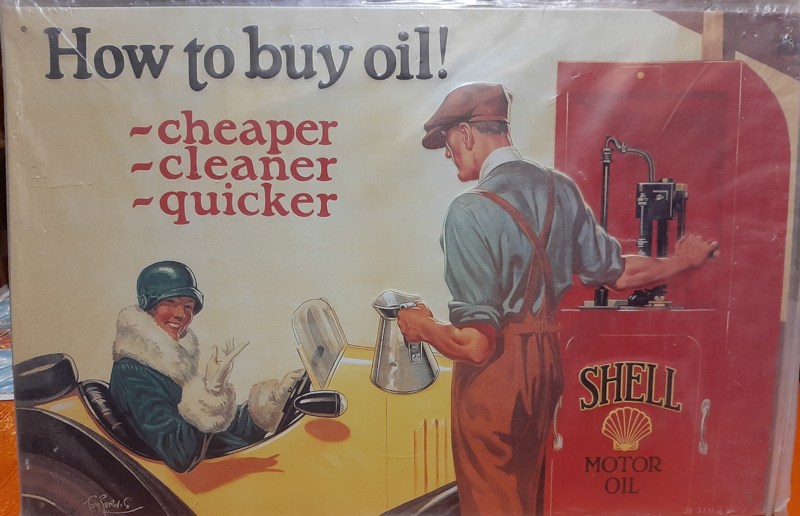 How to buy oil!
~cheaper
~cleaner
~quicker
SHELL
MOTOR
OIL